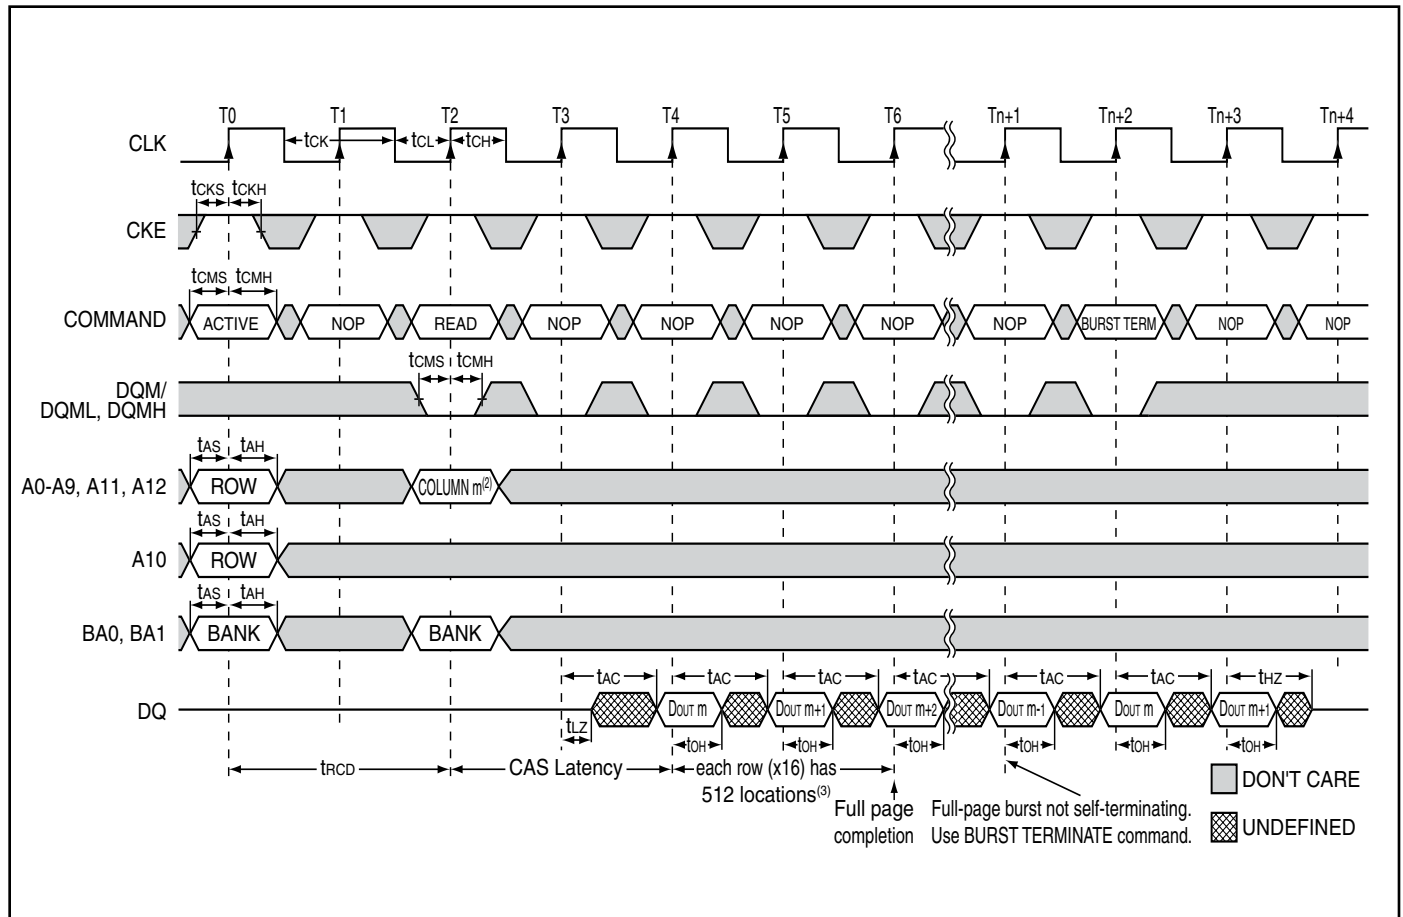 T0 T1 T2 T3 T4 T5 T6 Tn+1 Tn+2 Tn+3 Tn+4
CLK tCK tCL tCH
tCKS tCKH
CKE
tCMS tCMH
COMMAND ACTIVE NOP READ NOP NOP NOP NOP NOP BURST TERM NOP NOP
tCMS tCMH
DQM/
DQML, DQMH
tAS tAH
A0-A9, A11, A12 ROW COLUMN m(2)
tAS tAH
A10 ROW
tAS tAH
BA0, BA1 BANK BANK
tAC tAC tAC tAC tAC tAC tHZ
DQ DOUT m DOUT m+1 DOUT m+2 DOUT m-1 DOUT m DOUT m+1
tLZ tOH tOH tOH tOH tOH tOH
tRCD CAS Latency each row (x16) has
512 locations(3)
Full page
completion
Full-page burst not self-terminating.
Use BURST TERMINATE command.
DON'T CARE
UNDEFINED